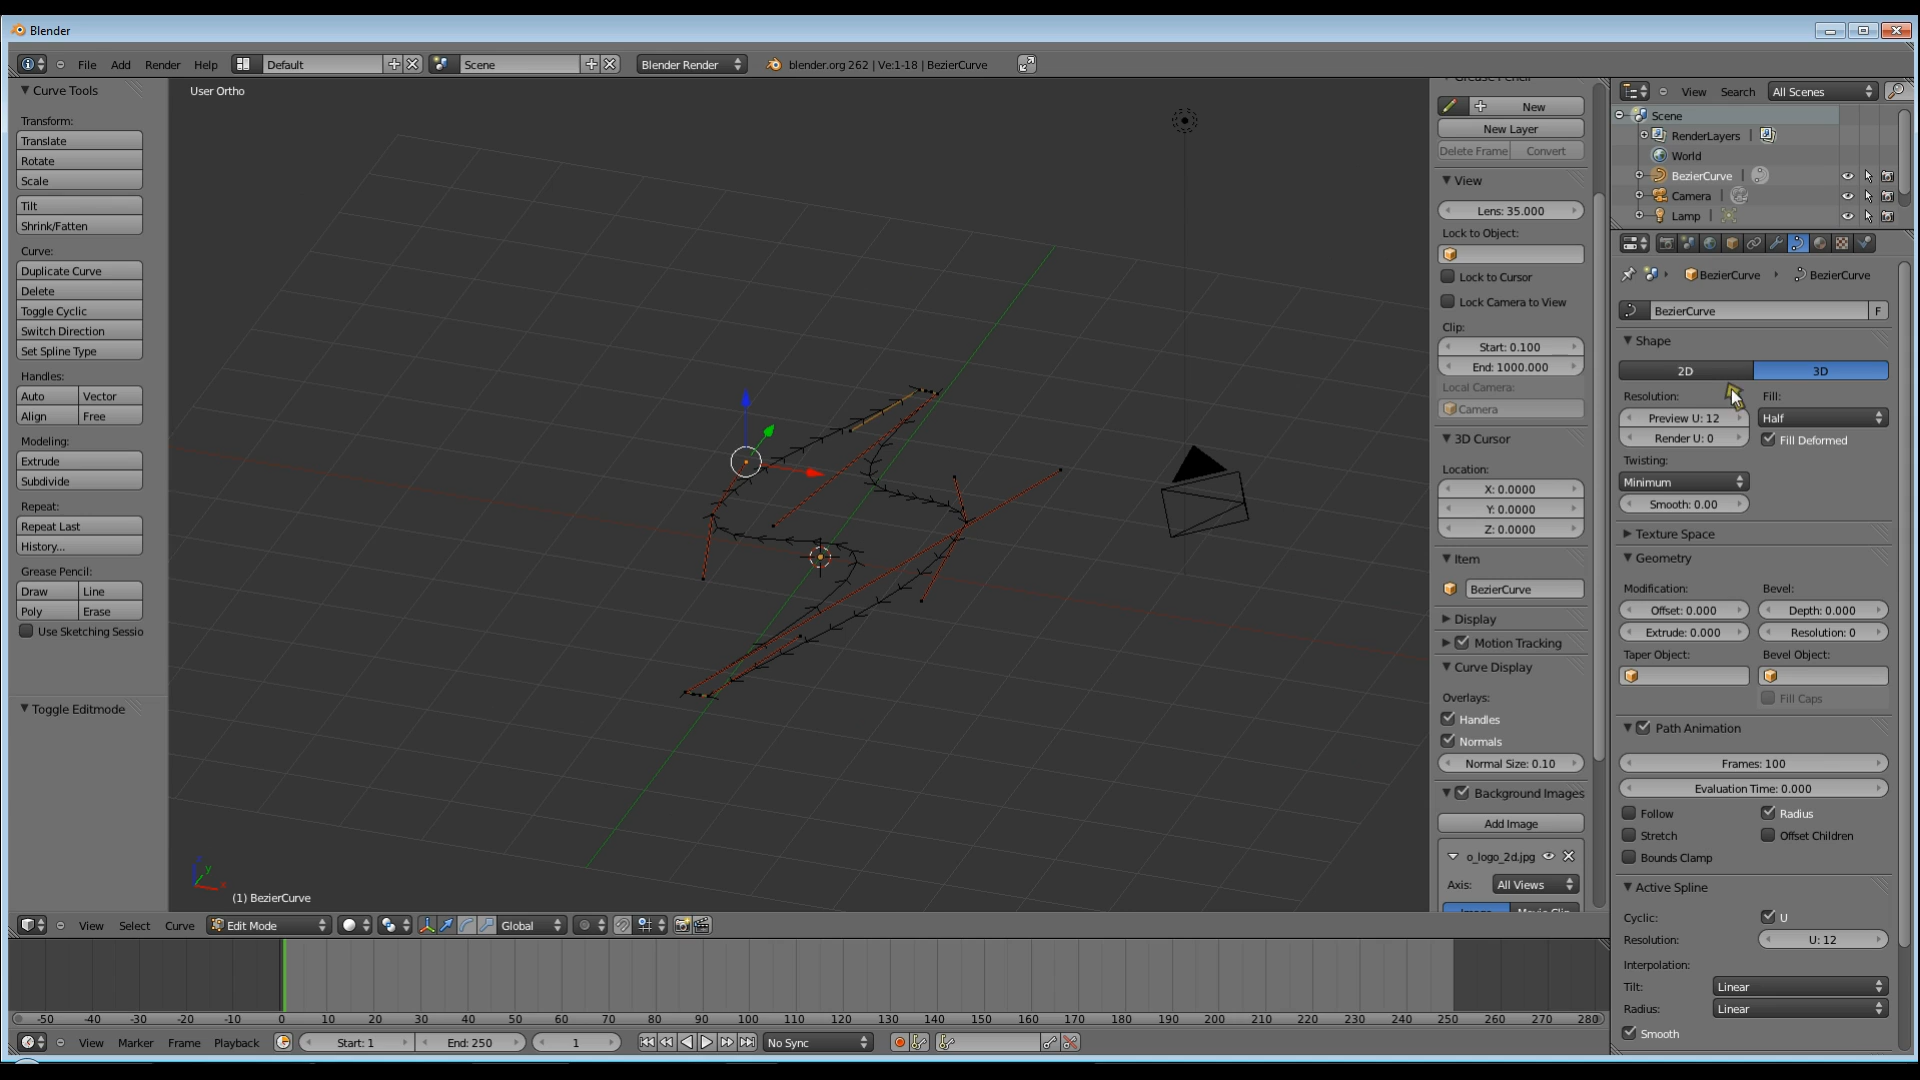 Blender
File Add Render Help Default Scene Blender Render blender.org 262 | Ve:1-18 | BezierCurve
Curve Tools
Transform:
Translate
Rotate
Scale
Tilt
Shrink/Fatten
Curve:
Duplicate Curve
Delete
Toggle Cyclic
Switch Direction
Set Spline Type
Handles:
Auto Vector
Align Free
Modeling:
Extrude
Subdivide
Repeat:
Repeat Last
History...
Grease Pencil:
Draw Line
Poly Erase
Use Sketching Sessio
Toggle Editmode
User Ortho
(1) BezierCurve
z
y
x
Grease Pencil
New
New Layer
Delete Frame Convert
View
Lens: 35.000
Lock to Object:
Lock to Cursor
Lock Camera to View
Clip:
Start: 0.100
End: 1000.000
Local Camera:
Camera
3D Cursor
Location:
X: 0.0000
Y: 0.0000
Z: 0.0000
Item
BezierCurve
Display
Motion Tracking
Curve Display
Overlays:
Handles
Normals
Normal Size: 0.10
Background Images
Add Image
o_logo_2d.jpg
Axis: All Views
Image Movie Clip
View Search All Scenes
Scene
RenderLayers |
World
BezierCurve |
Camera |
Lamp |
BezierCurve BezierCurve
BezierCurve F
Shape
2D 3D
Resolution: Fill:
Preview U: 12 Half
Render U: 0 Fill Deformed
Twisting:
Minimum
Smooth: 0.00
Texture Space
Geometry
Modification: Bevel:
Offset: 0.000 Depth: 0.000
Extrude: 0.000 Resolution: 0
Taper Object: Bevel Object:
Fill Caps
Path Animation
Frames: 100
Evaluation Time: 0.000
Follow Radius
Stretch Offset Children
Bounds Clamp
Active Spline
Cyclic: U
Resolution: U: 12
Interpolation:
Tilt: Linear
Radius: Linear
Smooth
View Select Curve Edit Mode Global
-50 -40 -30 -20 -10 0 10 20 30 40 50 60 70 80 90 100 110 120 130 140 150 160 170 180 190 200 210 220 230 240 250 260 270 280
View Marker Frame Playback Start: 1 End: 250 1 No Sync